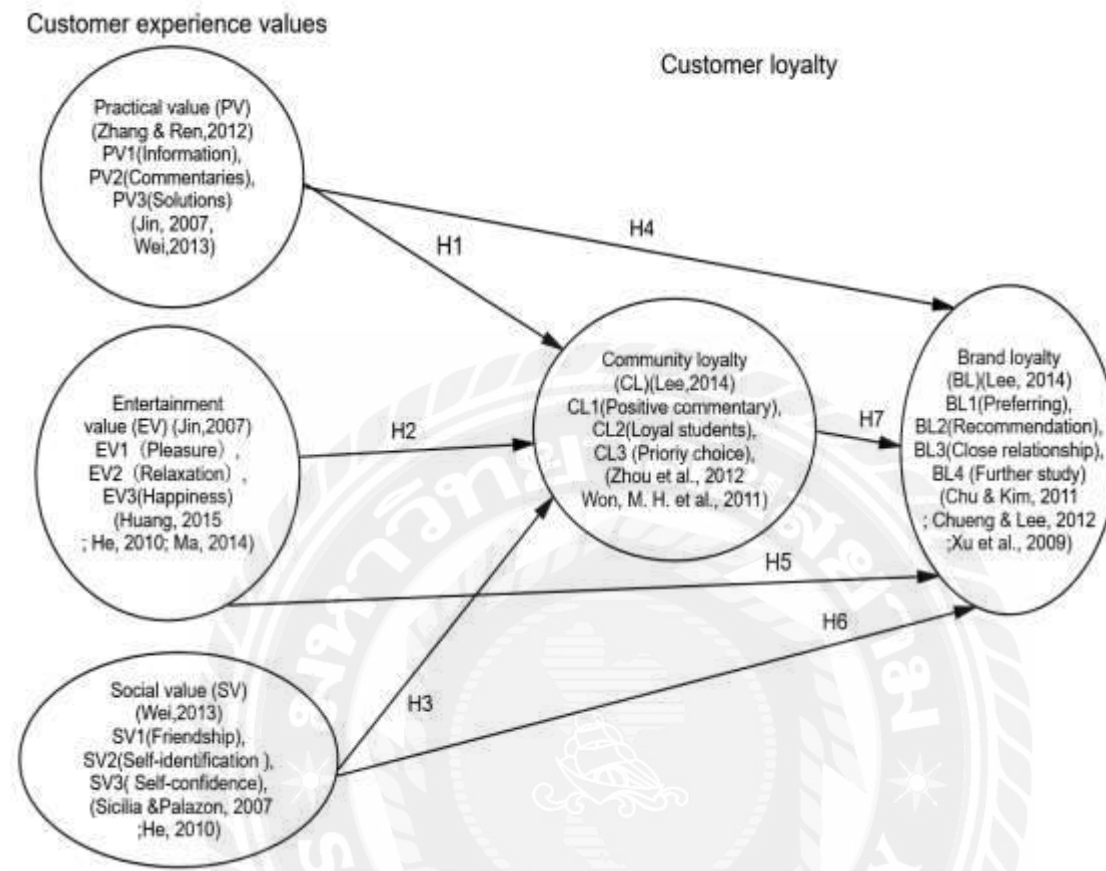 Customer experience values
Customer loyalty
Practical value (PV)
(Zhang & Ren,2012)
PV1(Information),
PV2(Commentaries),
PV3(Solutions)
(Jin, 2007,
Wei,2013)
H1
H4
Entertainment
value (EV) (Jin,2007)
EV1（Pleasure）,
EV2（Relaxation）,
EV3(Happiness)
(Huang, 2015
; He, 2010; Ma, 2014)
H2
Community loyalty
(CL)(Lee,2014)
CL1(Positive commentary),
CL2(Loyal students),
CL3 (Prioriy choice),
(Zhou et al., 2012
Won, M. H. et al., 2011)
H7
Brand loyalty
(BL)(Lee, 2014)
BL1(Preferring),
BL2(Recommendation),
BL3(Close relationship),
BL4 (Further study)
(Chu & Kim, 2011
; Chueng & Lee, 2012
;Xu et al., 2009)
H5
H6
H3
Social value (SV)
(Wei,2013)
SV1(Friendship),
SV2(Self-identification ),
SV3( Self-confidence),
(Sicilia &Palazon, 2007
;He, 2010)